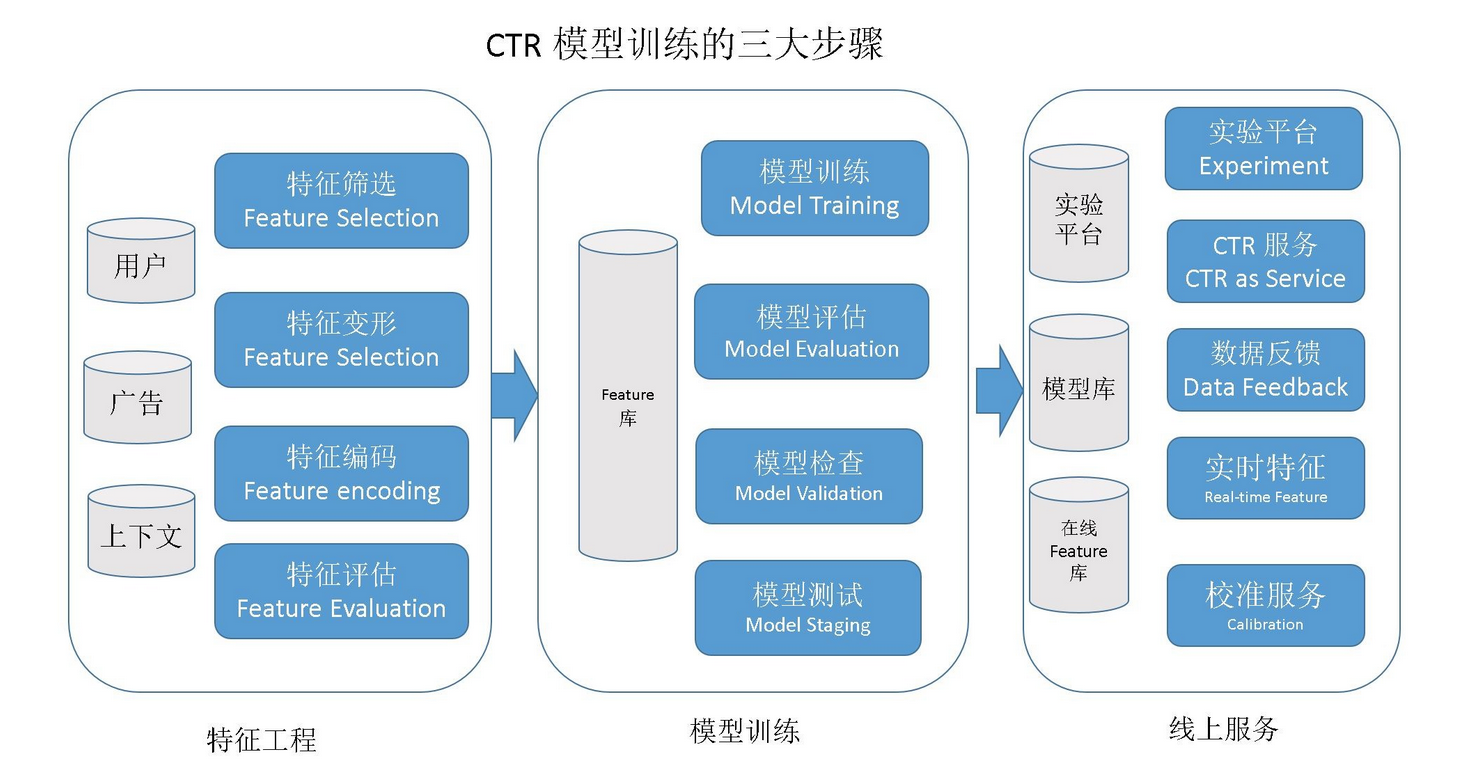 CTR 模型训练的三大步骤
用户
广告
上下文
特征筛选
Feature Selection
特征变形
Feature Selection
特征编码
Feature encoding
特征评估
Feature Evaluation
特征工程
Feature
库
模型训练
Model Training
模型评估
Model Evaluation
模型检查
Model Validation
模型测试
Model Staging
模型训练
实验
平台
模型库
在线
Feature
库
实验平台
Experiment
CTR 服务
CTR as Service
数据反馈
Data Feedback
实时特征
Real-time Feature
校准服务
Calibration
线上服务